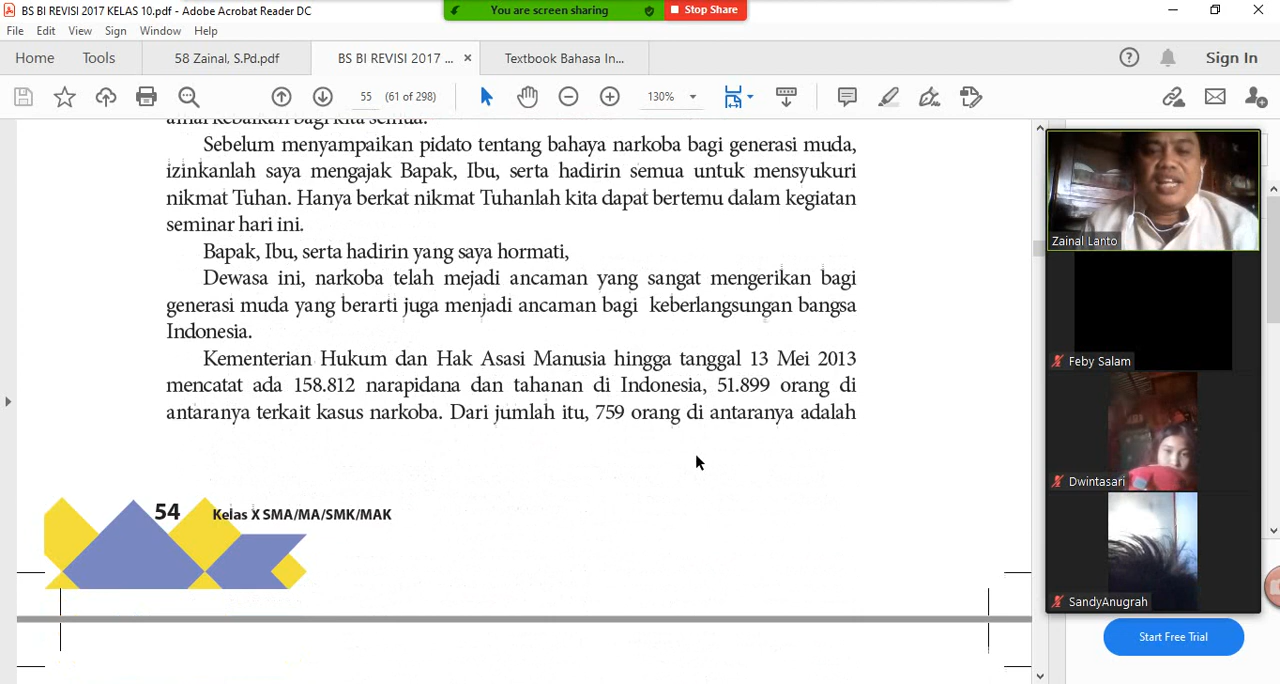 BS BI REVISI 2017 KELAS 10.pdf - Adobe Acrobat Reader DC
You are screen sharing
Stop Share
File Edit View Sign Window Help
Home Tools 58 Zainal, S.Pd.pdf BS BI REVISI 2017 ... Textbook Bahasa In... Sign In
55 (61 of 298) 130%
amal kebaikan bagi kita semua.
Sebelum menyampaikan pidato tentang bahaya narkoba bagi generasi muda,
izinkanlah saya mengajak Bapak, Ibu, serta hadirin semua untuk mensyukuri
nikmat Tuhan. Hanya berkat nikmat Tuhanlah kita dapat bertemu dalam kegiatan
seminar hari ini.
Bapak, Ibu, serta hadirin yang saya hormati,
Dewasa ini, narkoba telah mejadi ancaman yang sangat mengerikan bagi
generasi muda yang berarti juga menjadi ancaman bagi keberlangsungan bangsa
Indonesia.
Kementerian Hukum dan Hak Asasi Manusia hingga tanggal 13 Mei 2013
mencatat ada 158.812 narapidana dan tahanan di Indonesia, 51.899 orang di
antaranya terkait kasus narkoba. Dari jumlah itu, 759 orang di antaranya adalah
54 Kelas X SMA/MA/SMK/MAK
Zainal Lanto
Feby Salam
Dwintasari
SandyAnugrah
Start Free Trial